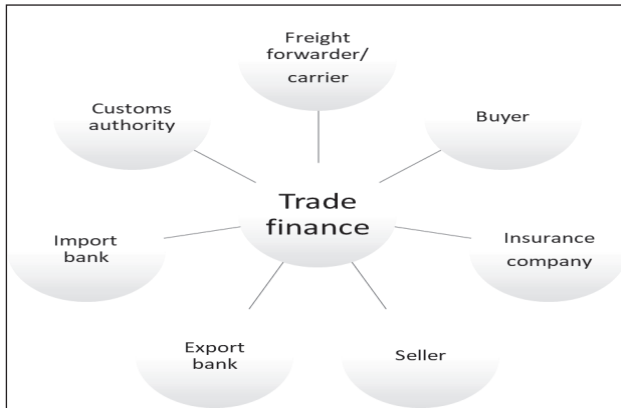 Freight
forwarder/
carrier
Customs
authority
Buyer
Trade
finance
Import
bank
Insurance
company
Export
bank
Seller